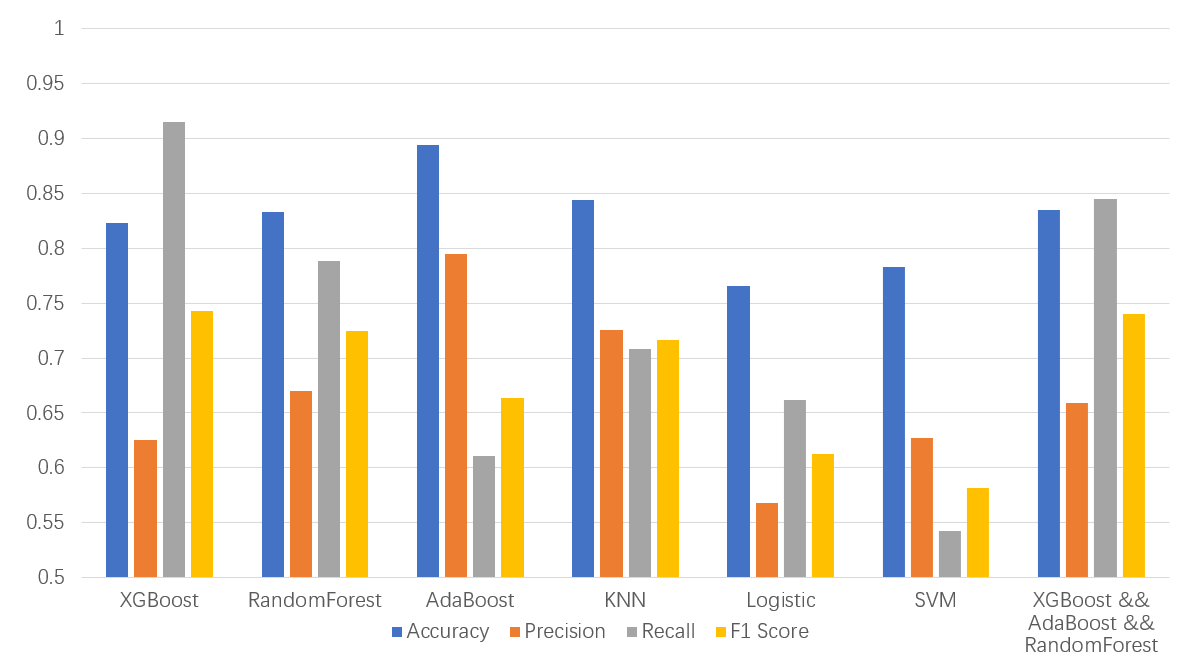 1
0.95
0.9
0.85
0.8
0.75
0.7
0.65
0.6
0.55
0.5
XGBoost RandomForest AdaBoost KNN Logistic SVM XGBoost &&
AdaBoost &&
RandomForest
Accuracy Precision Recall F1 Score